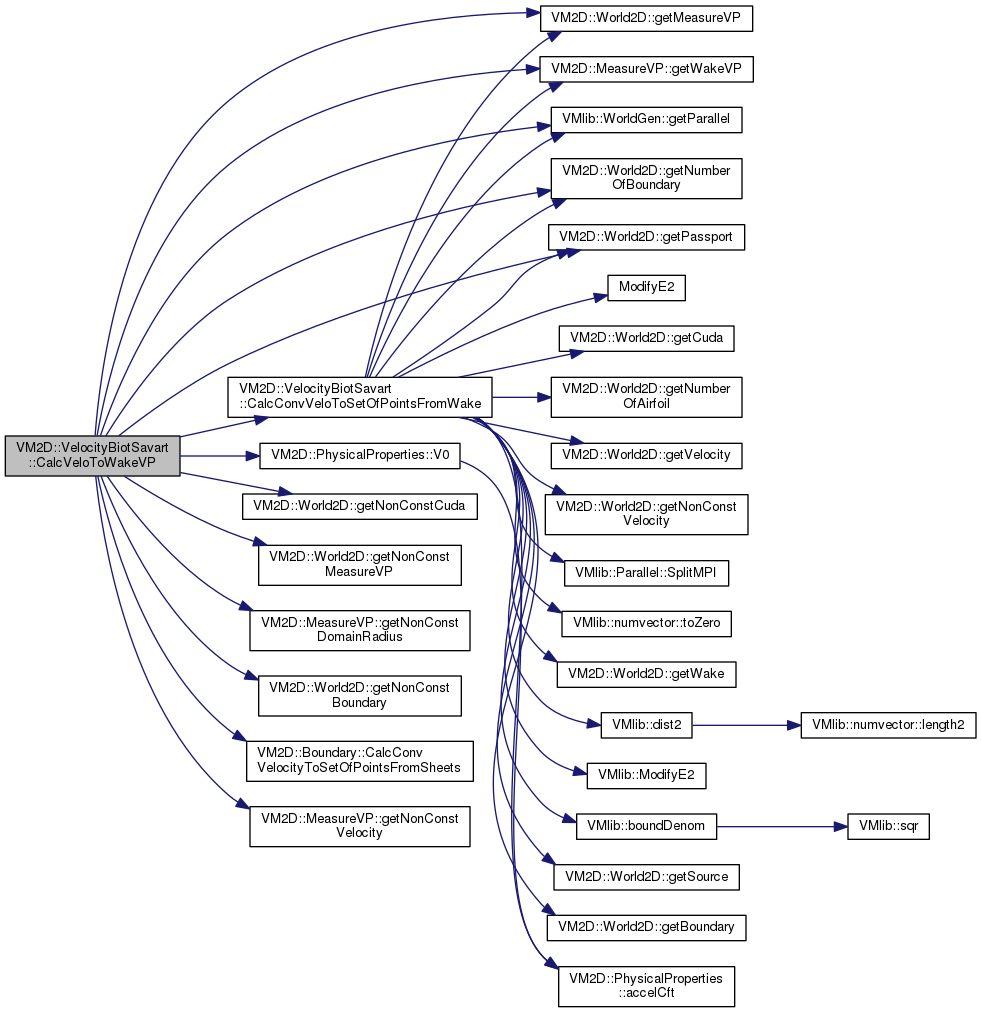 VM2D::World2D::getMeasureVP
VM2D::MeasureVP::getWakeVP
VMlib::WorldGen::getParallel
VM2D::World2D::getNumber
OfBoundary
VM2D::World2D::getPassport
ModifyE2
VM2D::World2D::getCuda
VM2D::VelocityBiotSavart
::CalcConvVeloToSetOfPointsFromWake
VM2D::World2D::getNumber
OfAirfoil
VM2D::VelocityBiotSavart
::CalcVeloToWakeVP
VM2D::PhysicalProperties::V0
VM2D::World2D::getVelocity
VM2D::World2D::getNonConstCuda
VM2D::World2D::getNonConst
Velocity
VM2D::World2D::getNonConst
MeasureVP
VMlib::Parallel::SplitMPI
VM2D::MeasureVP::getNonConst
DomainRadius
VMlib::numvector::toZero
VM2D::World2D::getNonConst
Boundary
VM2D::World2D::getWake
VMlib::dist2
VMlib::numvector::length2
VM2D::Boundary::CalcConv
VelocityToSetOfPointsFromSheets
VMlib::ModifyE2
VM2D::MeasureVP::getNonConst
Velocity
VMlib::boundDenom
VMlib::sqr
VM2D::World2D::getSource
VM2D::World2D::getBoundary
VM2D::PhysicalProperties
::accelCft